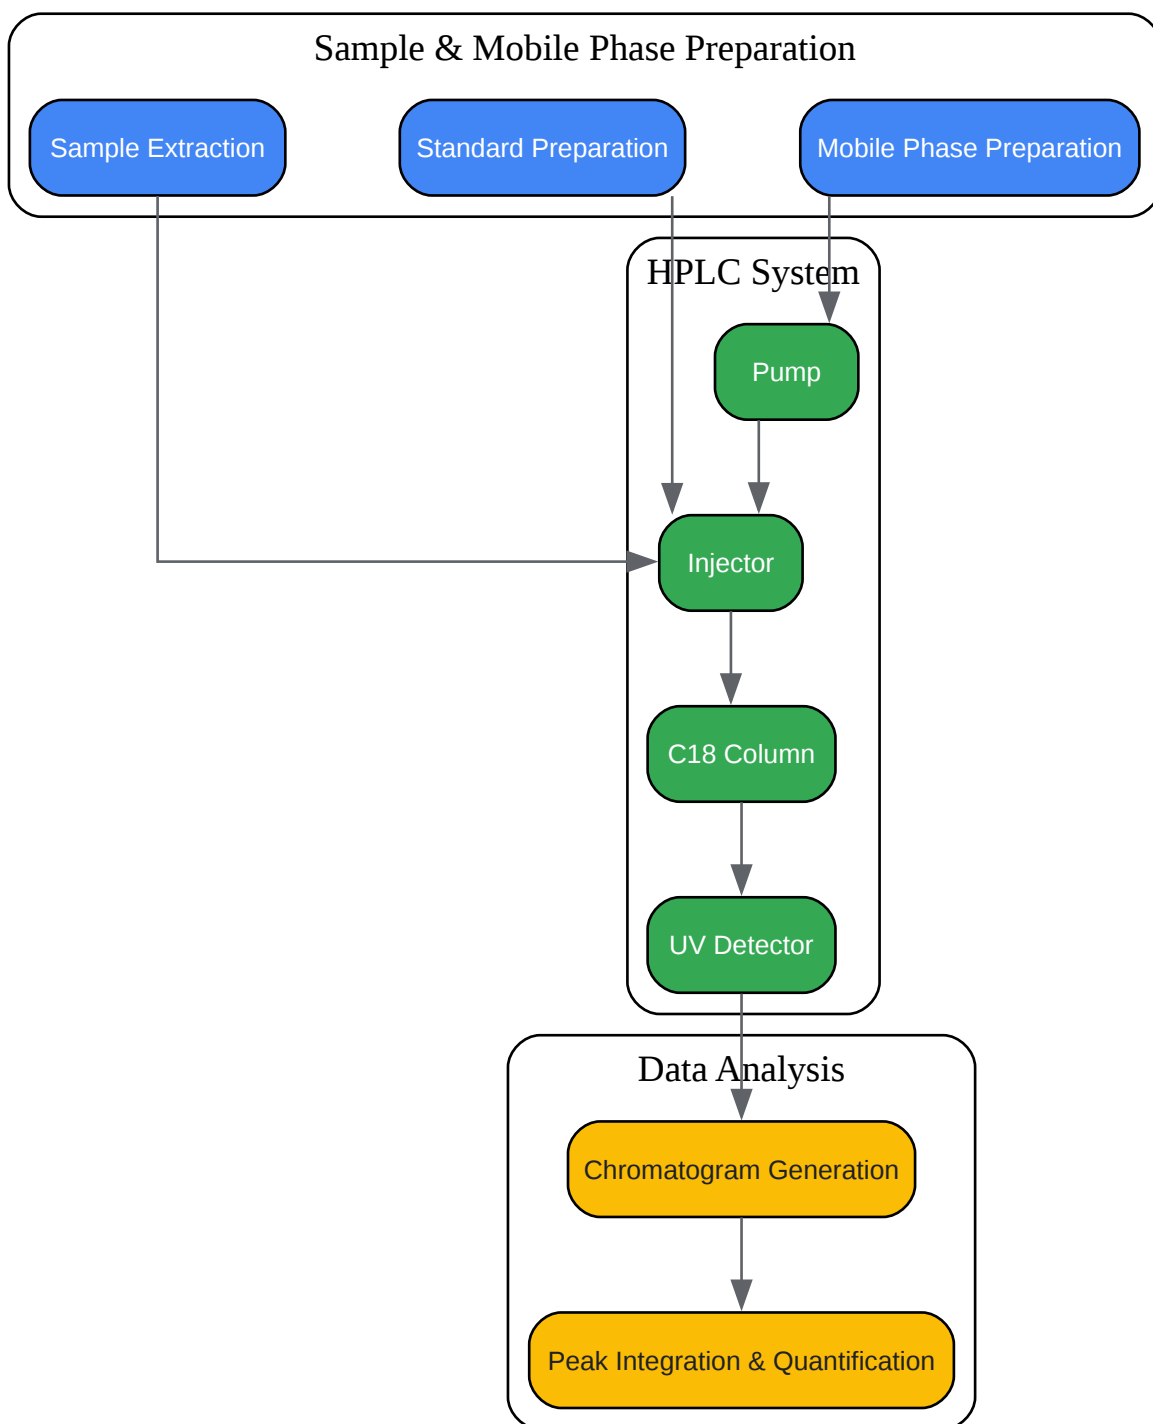 Sample & Mobile Phase Preparation
Sample Extraction
Standard Preparation
Mobile Phase Preparation
HPLC System
Pump
Injector
C18 Column
UV Detector
Data Analysis
Chromatogram Generation
Peak Integration & Quantification